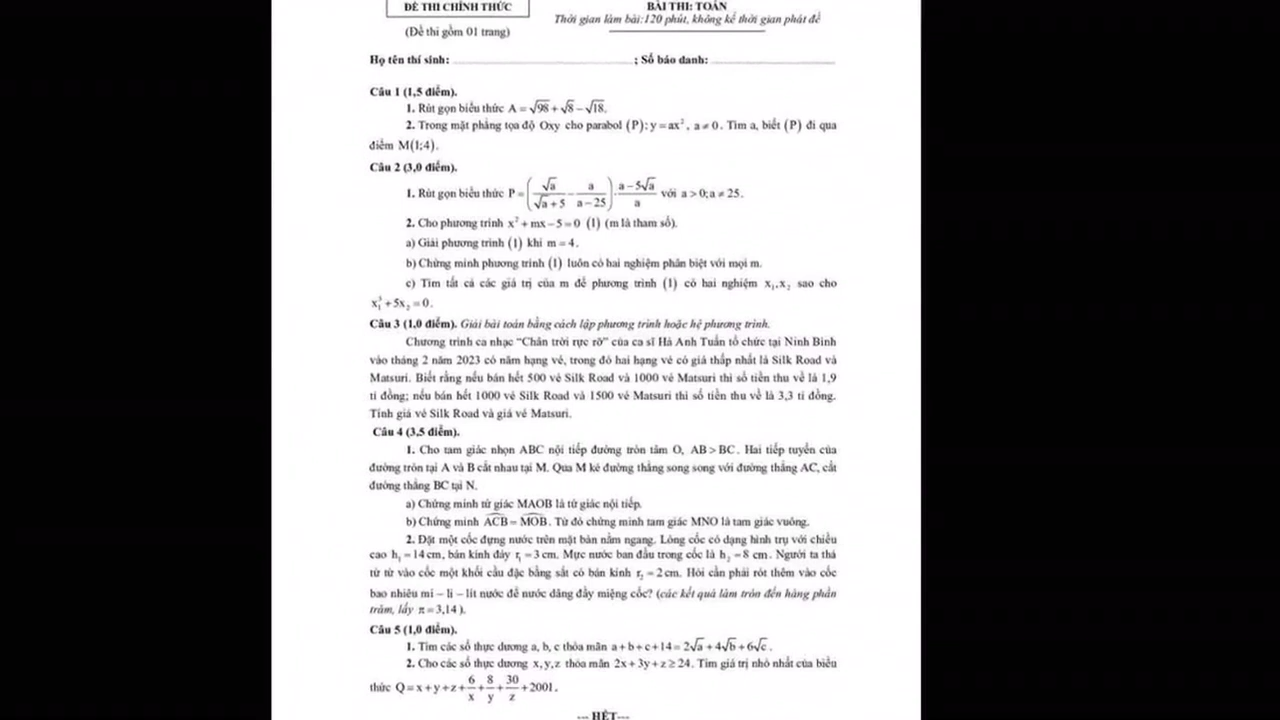 ĐỀ THI CHÍNH THỨC
BÀI THI: TOÁN
Thời gian làm bài: 120 phút, không kể thời gian phát đề
(Đề thi gồm 01 trang)
Họ tên thí sinh: ; Số báo danh:
Câu 1 (1,5 điểm).
1. Rút gọn biểu thức A = √98 + √8 − √18.
2. Trong mặt phẳng tọa độ Oxy cho parabol (P): y = ax², a ≠ 0. Tìm a, biết (P) đi qua
điểm M(1;4).
Câu 2 (3,0 điểm).
1. Rút gọn biểu thức P = (√a/(√a + 5) − a/(a − 25)) · (a − 5√a)/a với a > 0; a ≠ 25.
2. Cho phương trình x² + mx − 5 = 0 (1) (m là tham số).
a) Giải phương trình (1) khi m = 4.
b) Chứng minh phương trình (1) luôn có hai nghiệm phân biệt với mọi m.
c) Tìm tất cả các giá trị của m để phương trình (1) có hai nghiệm x₁, x₂ sao cho
x₁³ + 5x₂ = 0.
Câu 3 (1,0 điểm). Giải bài toán bằng cách lập phương trình hoặc hệ phương trình.
Chương trình ca nhạc "Chân trời rực rỡ" của ca sĩ Hà Anh Tuấn tổ chức tại Ninh Bình
vào tháng 2 năm 2023 có năm hạng vé, trong đó hai hạng vé có giá thấp nhất là Silk Road và
Matsuri. Biết rằng nếu bán hết 500 vé Silk Road và 1000 vé Matsuri thì số tiền thu về là 1,9
tỉ đồng; nếu bán hết 1000 vé Silk Road và 1500 vé Matsuri thì số tiền thu về là 3,3 tỉ đồng.
Tính giá vé Silk Road và giá vé Matsuri.
Câu 4 (3,5 điểm).
1. Cho tam giác nhọn ABC nội tiếp đường tròn tâm O, AB > BC. Hai tiếp tuyến của
đường tròn tại A và B cắt nhau tại M. Qua M kẻ đường thẳng song song với đường thẳng AC, cắt
đường thẳng BC tại N.
a) Chứng minh tứ giác MAOB là tứ giác nội tiếp.
b) Chứng minh ACB = MOB. Từ đó chứng minh tam giác MNO là tam giác vuông.
2. Đặt một cốc đựng nước trên mặt bàn nằm ngang. Lòng cốc có dạng hình trụ với chiều
cao h₁ = 14 cm, bán kính đáy r₁ = 3 cm. Mực nước ban đầu trong cốc là h₂ = 8 cm. Người ta thả
từ từ vào cốc một khối cầu đặc bằng sắt có bán kính r₂ = 2 cm. Hỏi cần phải rót thêm vào cốc
bao nhiêu mi – li – lít nước để nước dâng đầy miệng cốc? (các kết quả làm tròn đến hàng phần
trăm, lấy π = 3,14).
Câu 5 (1,0 điểm).
1. Tìm các số thực dương a, b, c thỏa mãn a + b + c + 14 = 2√a + 4√b + 6√c.
2. Cho các số thực dương x, y, z thỏa mãn 2x + 3y + z ≥ 24. Tìm giá trị nhỏ nhất của biểu
thức Q = x + y + z + 6/x + 8/y + 30/z + 2001.
--- HẾT---